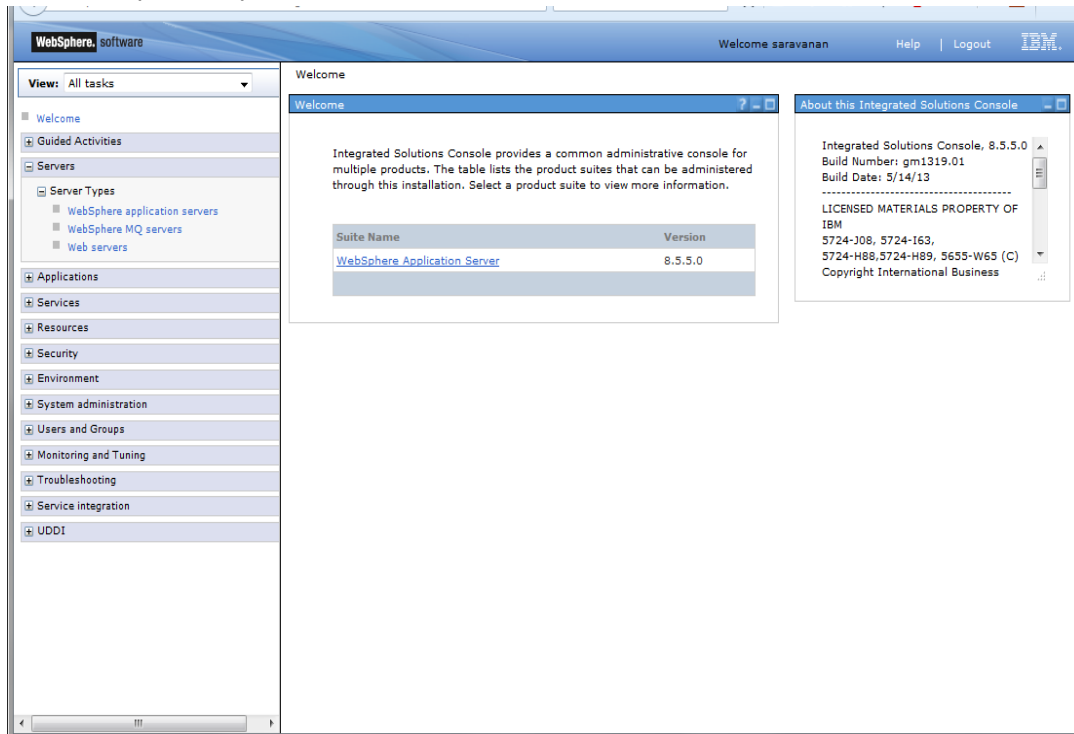 WebSphere. software
Welcome saravanan
Help | Logout
IBM.
View: All tasks
Welcome
Guided Activities
Servers
Server Types
WebSphere application servers
WebSphere MQ servers
Web servers
Applications
Services
Resources
Security
Environment
System administration
Users and Groups
Monitoring and Tuning
Troubleshooting
Service integration
UDDI
Welcome
Welcome
Integrated Solutions Console provides a common administrative console for
multiple products. The table lists the product suites that can be administered
through this installation. Select a product suite to view more information.
Suite Name Version
WebSphere Application Server 8.5.5.0
About this Integrated Solutions Console
Integrated Solutions Console, 8.5.5.0
Build Number: gm1319.01
Build Date: 5/14/13
---------------------------------------
LICENSED MATERIALS PROPERTY OF
IBM
5724-J08, 5724-I63,
5724-H88,5724-H89, 5655-W65 (C)
Copyright International Business